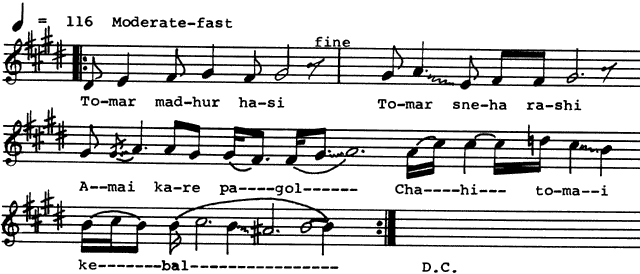 = 116 Moderate-fast
fine
To-mar mad-hur ha-si To-mar sne-ha ra-shi
A--mai ka-re pa----gol------ Cha----hi--- to-ma--i
ke-------bal----------------- D.C.